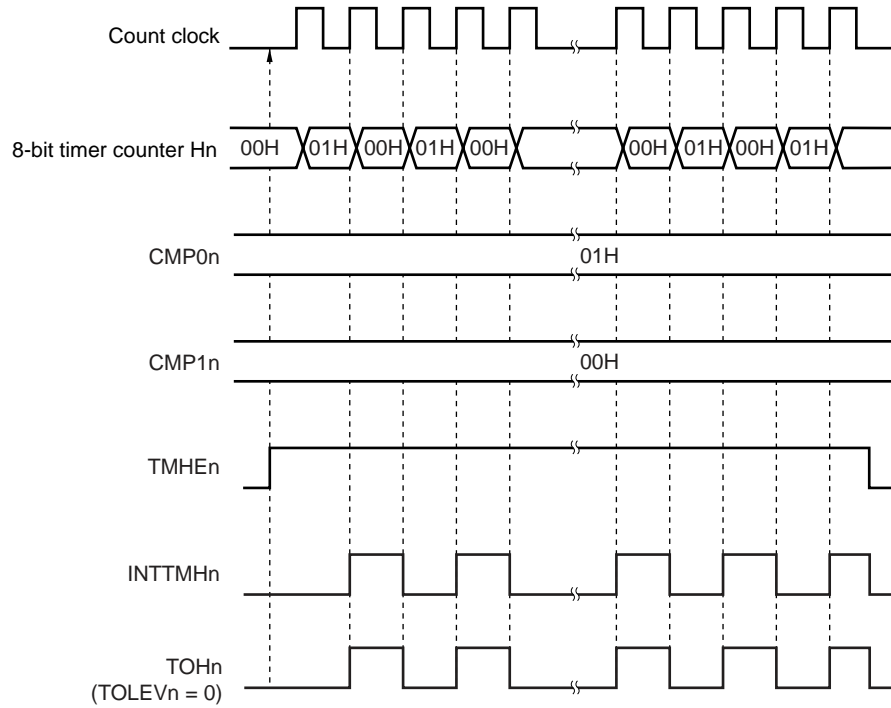 Count clock
8-bit timer counter Hn 00H 01H 00H 01H 00H 00H 01H 00H 01H
CMP0n 01H
CMP1n 00H
TMHEn
INTTMHn
TOHn
(TOLEVn = 0)